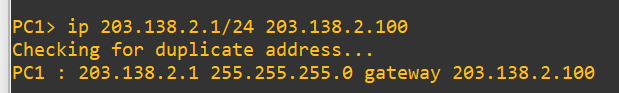 PC1> ip 203.138.2.1/24 203.138.2.100
Checking for duplicate address...
PC1 : 203.138.2.1 255.255.255.0 gateway 203.138.2.100